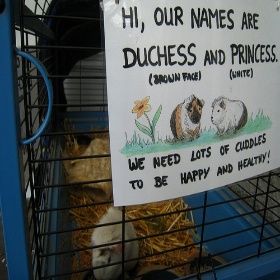 HI, OUR NAMES ARE
DUCHESS AND PRINCESS.
(BROWN FACE) (WHITE)
WE NEED LOTS OF CUDDLES
TO BE HAPPY AND HEALTHY!